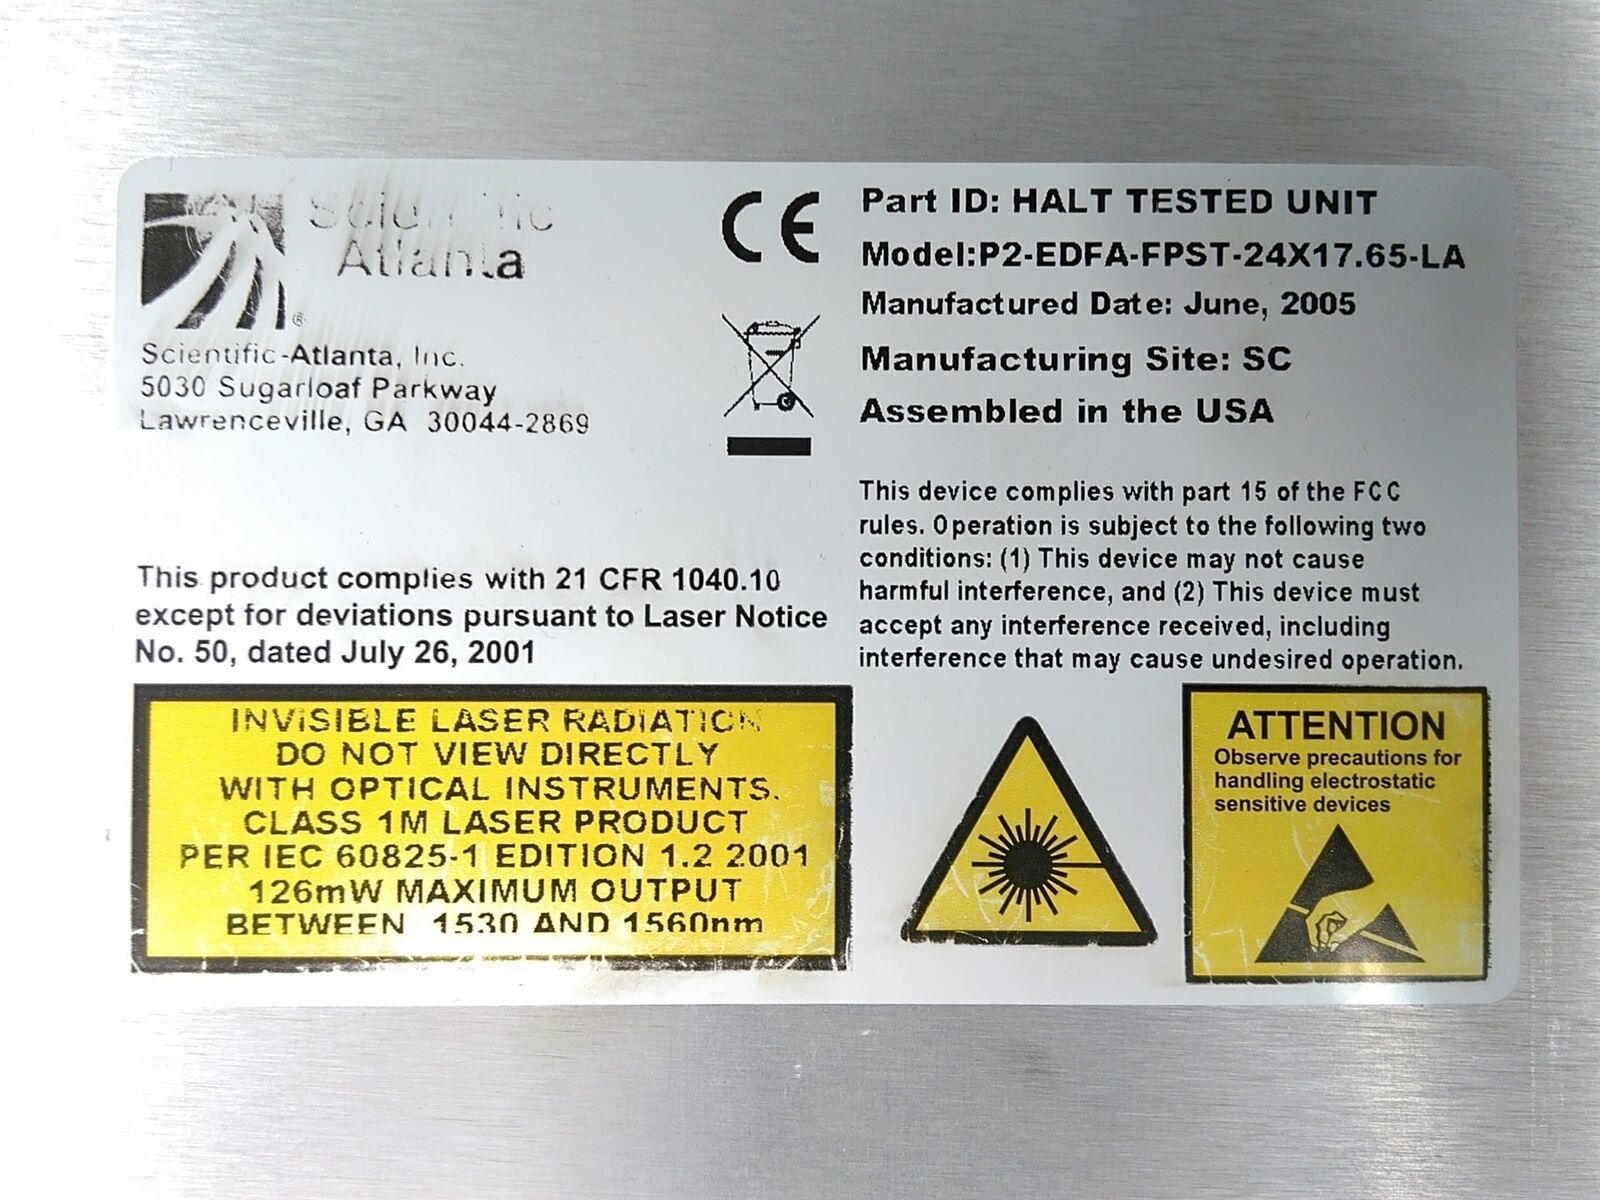 Scientific
Atlanta
®
Scientific-Atlanta, Inc.
5030 Sugarloaf Parkway
Lawrenceville, GA 30044-2869
CE
Part ID: HALT TESTED UNIT
Model:P2-EDFA-FPST-24X17.65-LA
Manufactured Date: June, 2005
Manufacturing Site: SC
Assembled in the USA
This device complies with part 15 of the FCC
rules. Operation is subject to the following two
conditions: (1) This device may not cause
harmful interference, and (2) This device must
accept any interference received, including
interference that may cause undesired operation.
This product complies with 21 CFR 1040.10
except for deviations pursuant to Laser Notice
No. 50, dated July 26, 2001
INVISIBLE LASER RADIATION
DO NOT VIEW DIRECTLY
WITH OPTICAL INSTRUMENTS.
CLASS 1M LASER PRODUCT
PER IEC 60825-1 EDITION 1.2 2001
126mW MAXIMUM OUTPUT
BETWEEN 1530 AND 1560nm
ATTENTION
Observe precautions for
handling electrostatic
sensitive devices